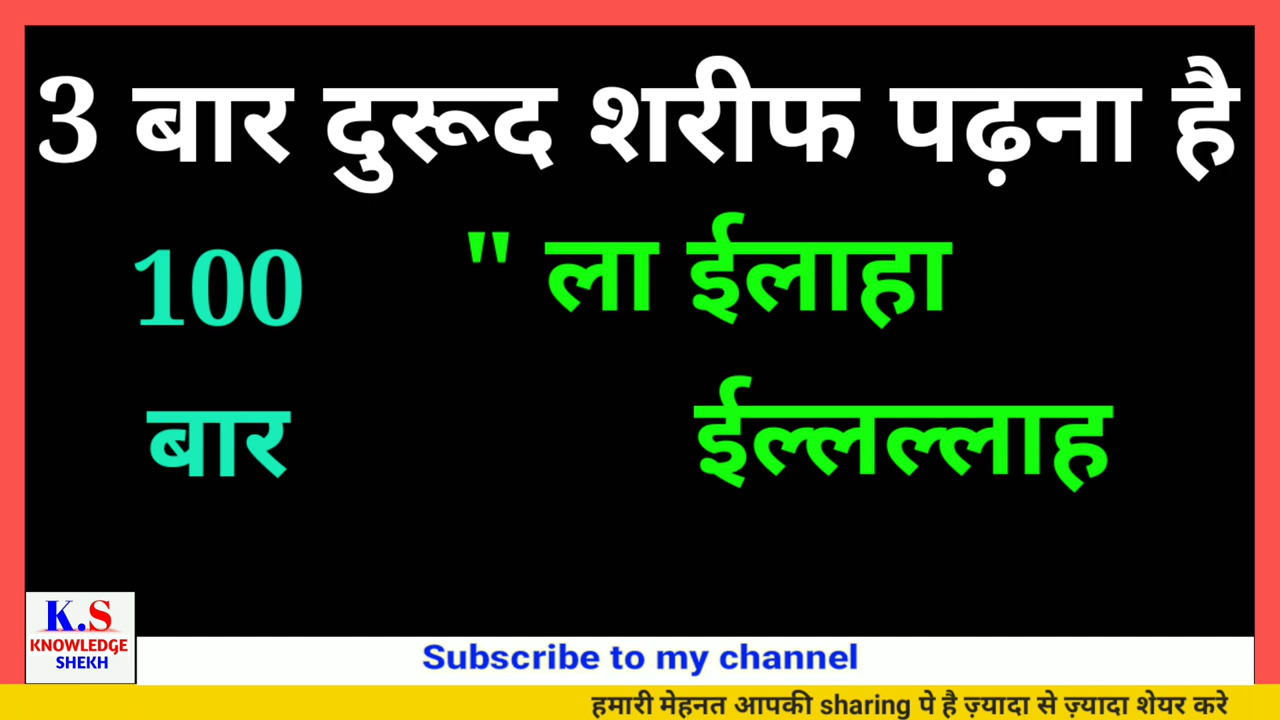 3 बार दुरूद शरीफ पढ़ना है
100 " ला ईलाहा
बार ईल्लल्लाह
K.S
KNOWLEDGE
SHEKH
Subscribe to my channel
हमारी मेहनत आपकी sharing पे है ज़्यादा से ज़्यादा शेयर करे